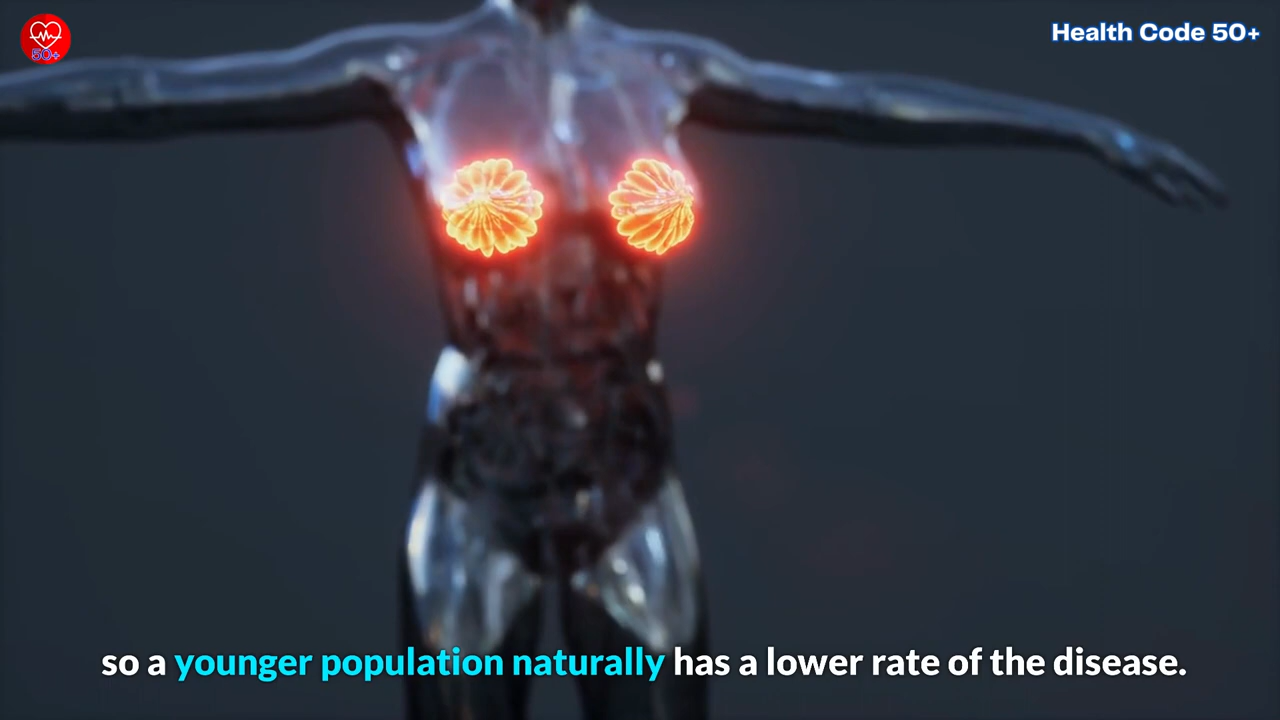 50+
Health Code 50+
so a younger population naturally has a lower rate of the disease.